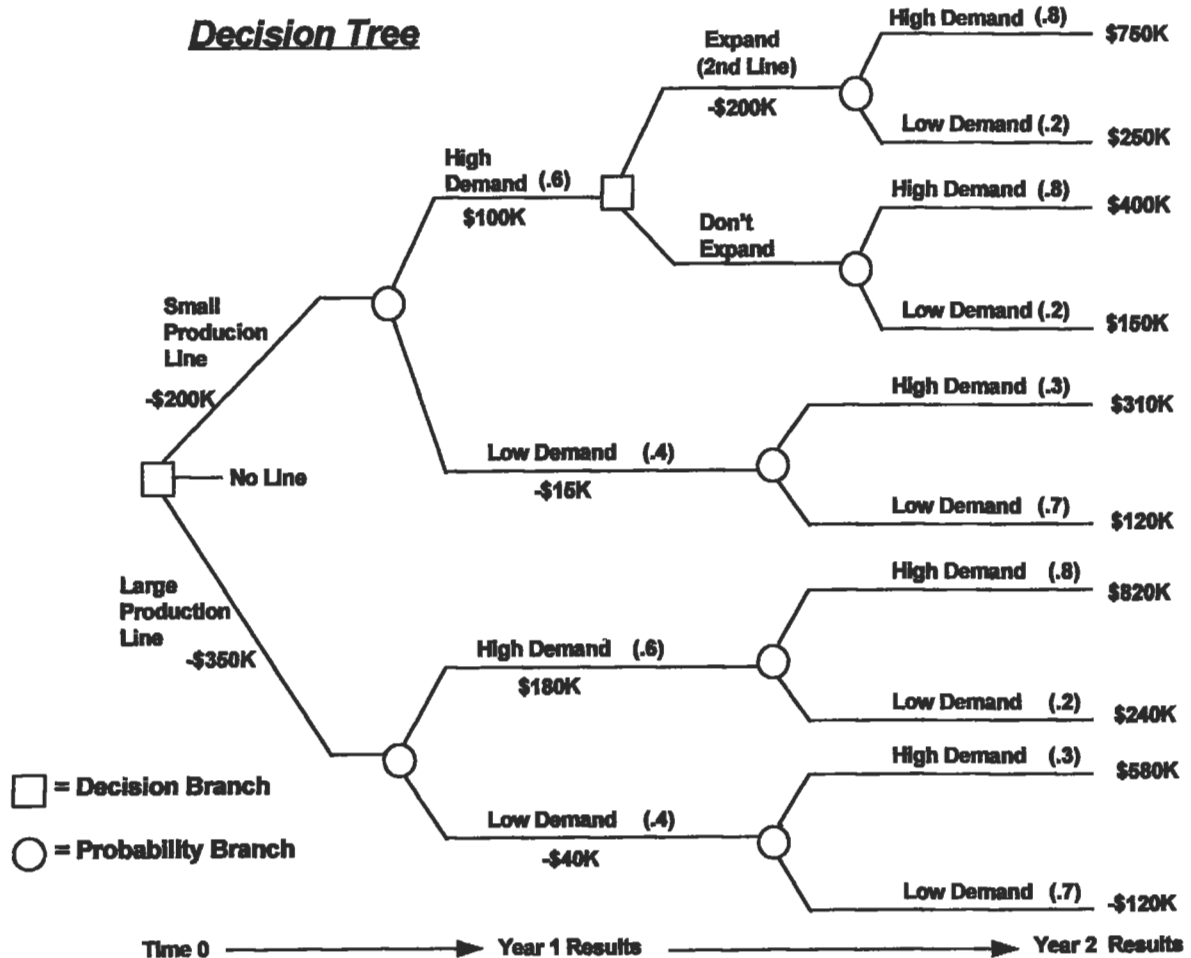 Decision Tree
Expand
(2nd Line)
-$200K
High Demand (.8)
$750K
Low Demand (.2)
$250K
High
Demand (.6)
$100K
Don't
Expand
High Demand (.8)
$400K
Low Demand (.2)
$150K
Small
Producion
Line
-$200K
High Demand (.3)
$310K
Low Demand (.4)
-$15K
Low Demand (.7)
$120K
No Line
Large
Production
Line
-$350K
High Demand (.8)
$820K
High Demand (.6)
$180K
Low Demand (.2)
$240K
High Demand (.3)
$580K
Low Demand (.4)
-$40K
Low Demand (.7)
-$120K
= Decision Branch
= Probability Branch
Time 0
Year 1 Results
Year 2 Results